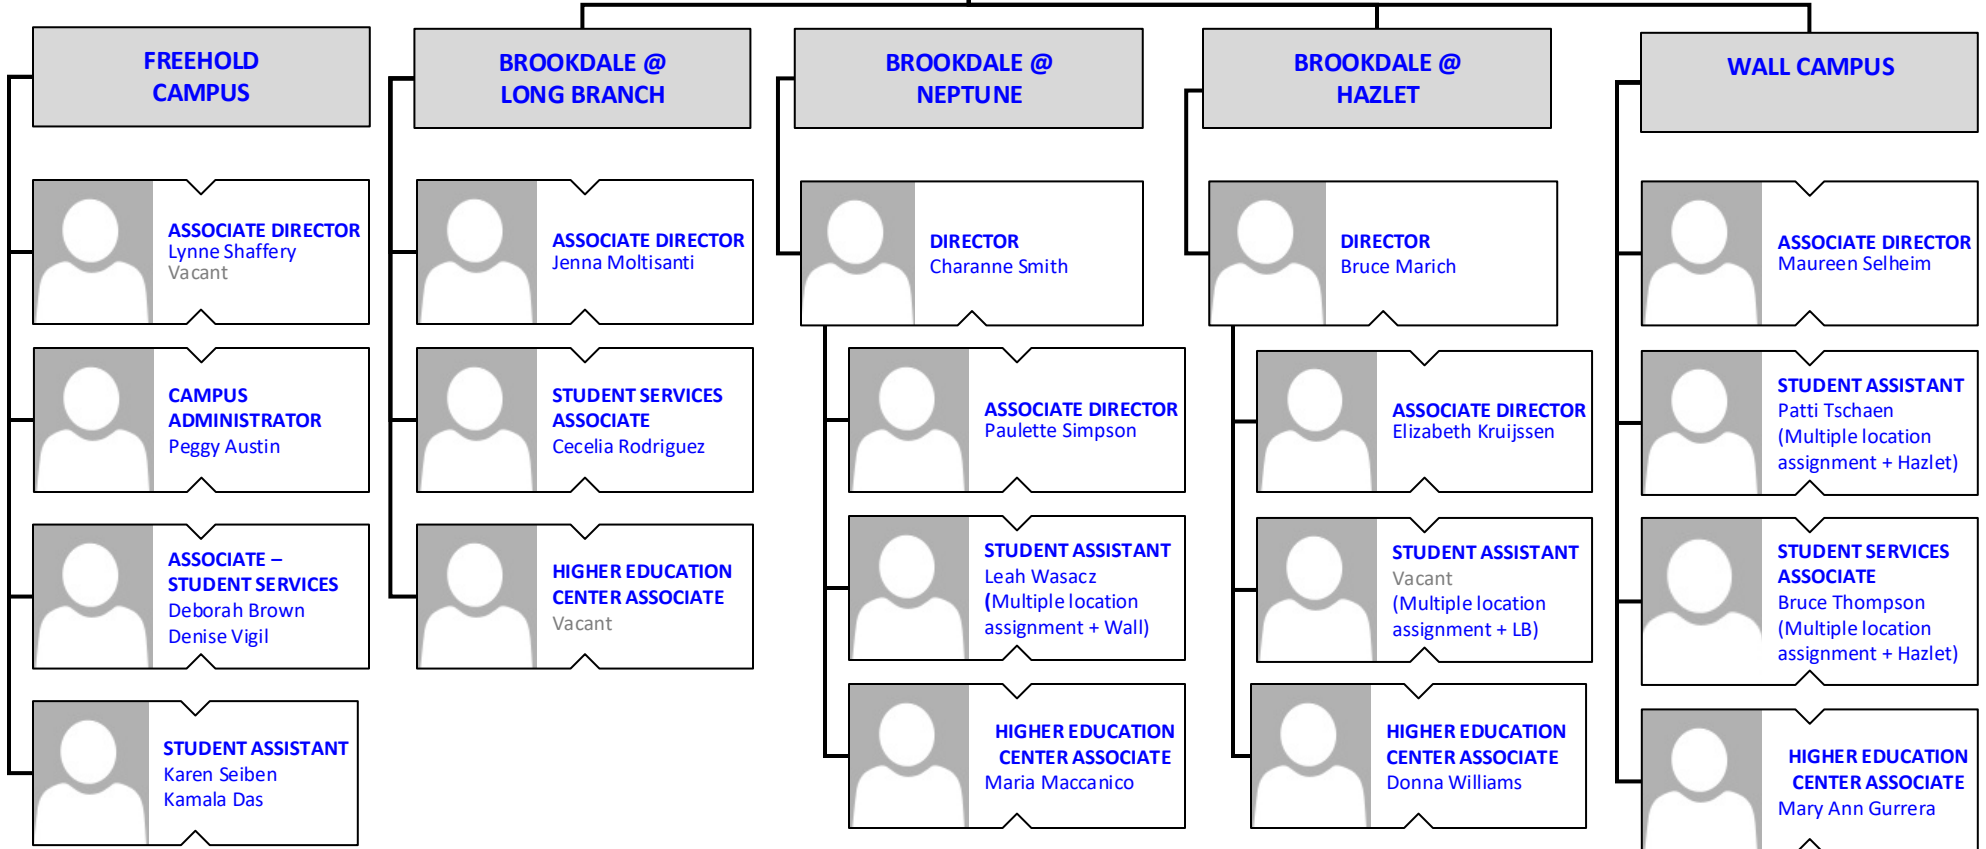 FREEHOLD
CAMPUS
ASSOCIATE DIRECTOR
Lynne Shaffery
Vacant
CAMPUS
ADMINISTRATOR
Peggy Austin
ASSOCIATE –
STUDENT SERVICES
Deborah Brown
Denise Vigil
STUDENT ASSISTANT
Karen Seiben
Kamala Das
BROOKDALE @
LONG BRANCH
ASSOCIATE DIRECTOR
Jenna Moltisanti
STUDENT SERVICES
ASSOCIATE
Cecelia Rodriguez
HIGHER EDUCATION
CENTER ASSOCIATE
Vacant
BROOKDALE @
NEPTUNE
DIRECTOR
Charanne Smith
ASSOCIATE DIRECTOR
Paulette Simpson
STUDENT ASSISTANT
Leah Wasacz
(Multiple location
assignment + Wall)
HIGHER EDUCATION
CENTER ASSOCIATE
Maria Maccanico
BROOKDALE @
HAZLET
DIRECTOR
Bruce Marich
ASSOCIATE DIRECTOR
Elizabeth Kruijssen
STUDENT ASSISTANT
Vacant
(Multiple location
assignment + LB)
HIGHER EDUCATION
CENTER ASSOCIATE
Donna Williams
WALL CAMPUS
ASSOCIATE DIRECTOR
Maureen Selheim
STUDENT ASSISTANT
Patti Tschaen
(Multiple location
assignment + Hazlet)
STUDENT SERVICES
ASSOCIATE
Bruce Thompson
(Multiple location
assignment + Hazlet)
HIGHER EDUCATION
CENTER ASSOCIATE
Mary Ann Gurrera